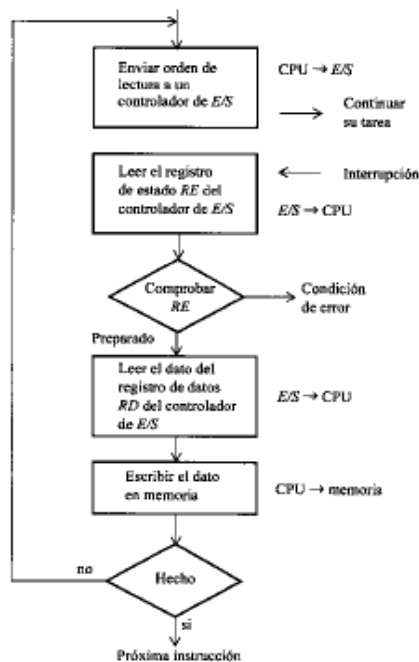 Enviar orden de
lectura a un
controlador de E/S
CPU → E/S
Continuar
su tarea
Leer el registro
de estado RE del
controlador de E/S
Interrupción
E/S → CPU
Comprobar
RE
Condición
de error
Preparado
Leer el dato del
registro de datos
RD del controlador
de E/S
E/S → CPU
Escribir el dato
en memoria
CPU → memoria
no
Hecho
si
Próxima instrucción